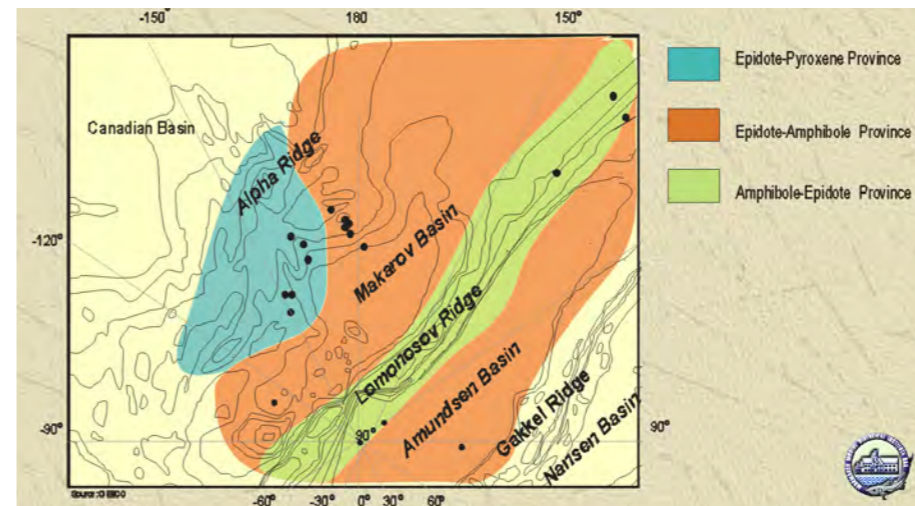 -150°
180
150°
Epidote-Pyroxene Province
Canadian Basin
Epidote-Amphibole Province
Alpha Ridge
Amphibole-Epidote Province
-120°
Makarov Basin
Lomonosov Ridge
Amundsen Basin
Gakkel Ridge
Nansen Basin
-90°
90°
90°
-60°
-30°
0°
30°
60°